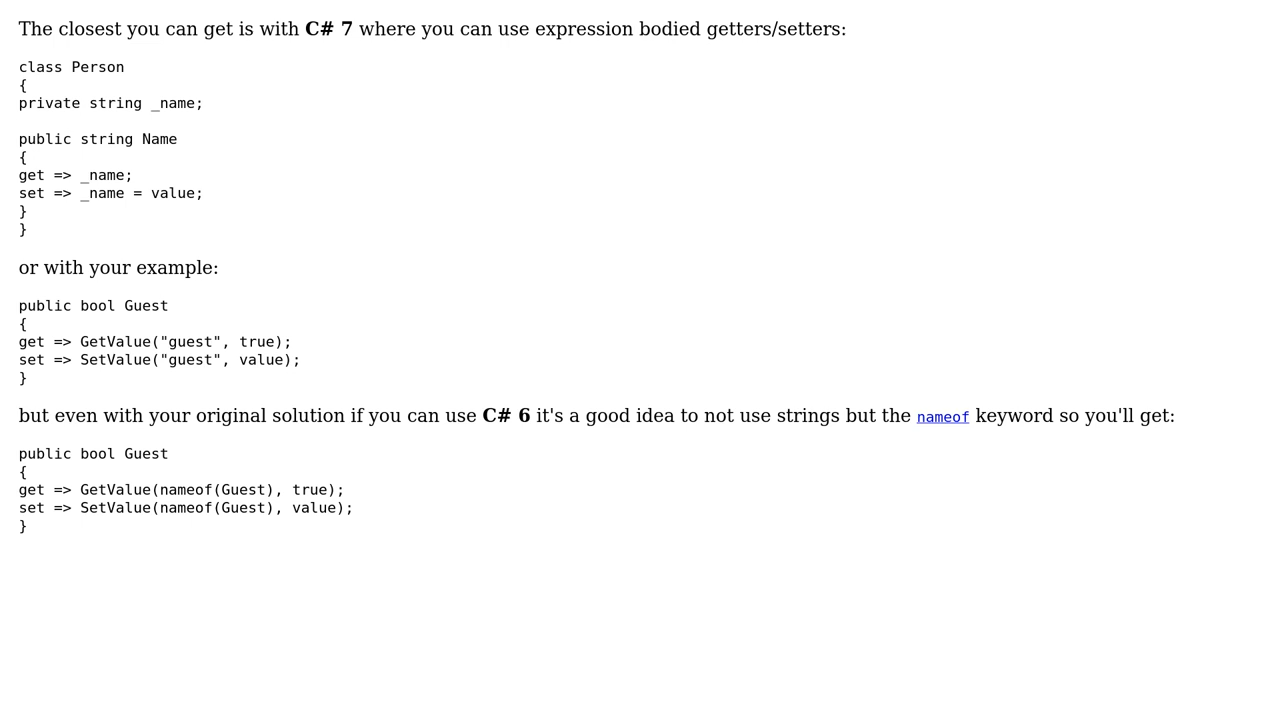 The closest you can get is with C# 7 where you can use expression bodied getters/setters:
class Person
{
private string _name;
public string Name
{
get => _name;
set => _name = value;
}
}
or with your example:
public bool Guest
{
get => GetValue("guest", true);
set => SetValue("guest", value);
}
but even with your original solution if you can use C# 6 it's a good idea to not use strings but the nameof keyword so you'll get:
public bool Guest
{
get => GetValue(nameof(Guest), true);
set => SetValue(nameof(Guest), value);
}